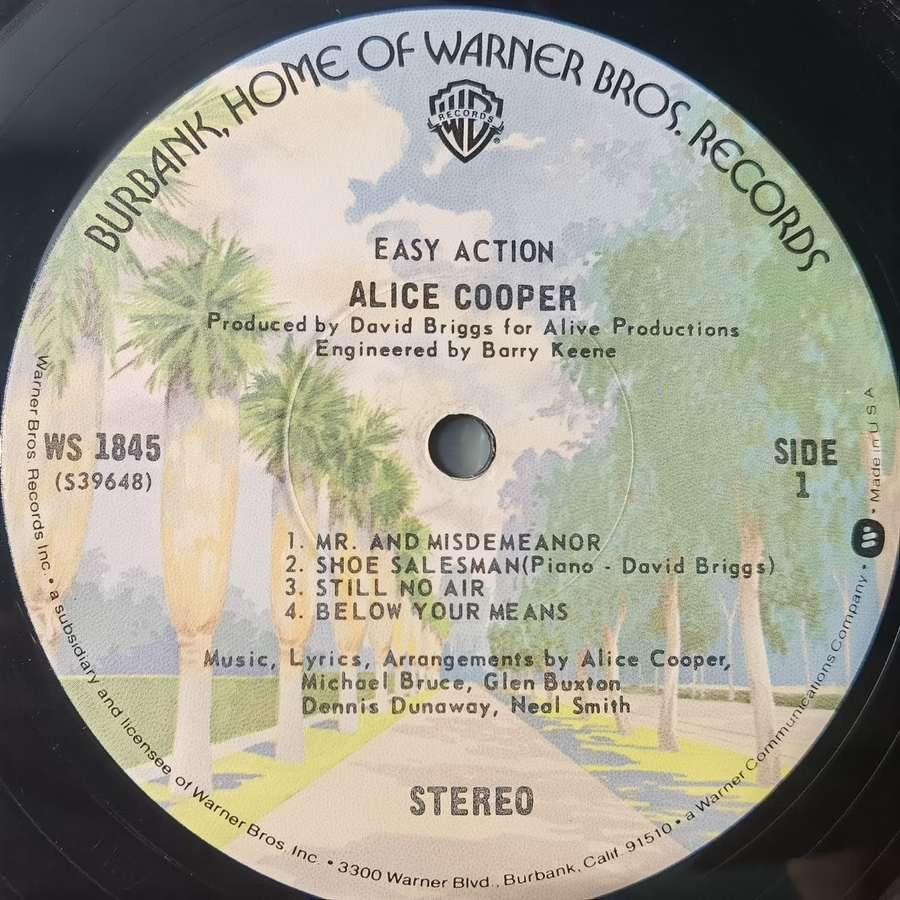 BURBANK, HOME OF WARNER BROS. RECORDS
W B
RECORDS
®
EASY ACTION
ALICE COOPER
Produced by David Briggs for Alive Productions
Engineered by Barry Keene
WS 1845
(S39648)
SIDE
1
1. MR. AND MISDEMEANOR
2. SHOE SALESMAN(Piano - David Briggs)
3. STILL NO AIR
4. BELOW YOUR MEANS
Music, Lyrics, Arrangements by Alice Cooper,
Michael Bruce, Glen Buxton
Dennis Dunaway, Neal Smith
STEREO
Warner Bros. Records Inc. • a subsidiary and licensee of Warner Bros. Inc. • 3300 Warner Blvd., Burbank, Calif. 91510 • a Warner Communications Company • Made in U S A